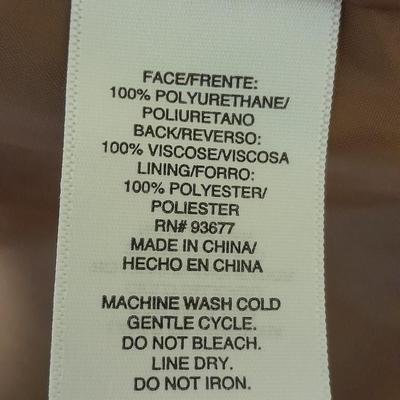 FACE/FRENTE:
100% POLYURETHANE/
POLIURETANO
BACK/REVERSO:
100% VISCOSE/VISCOSA
LINING/FORRO:
100% POLYESTER/
POLIESTER
RN# 93677
MADE IN CHINA/
HECHO EN CHINA
MACHINE WASH COLD
GENTLE CYCLE.
DO NOT BLEACH.
LINE DRY.
DO NOT IRON.